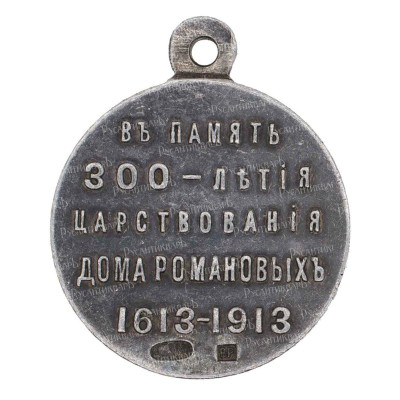 ВЪ ПАМЯТЬ
300-ЛѢТІЯ
ЦАРСТВОВАНІЯ
ДОМА РОМАНОВЫХЪ
1613-1913